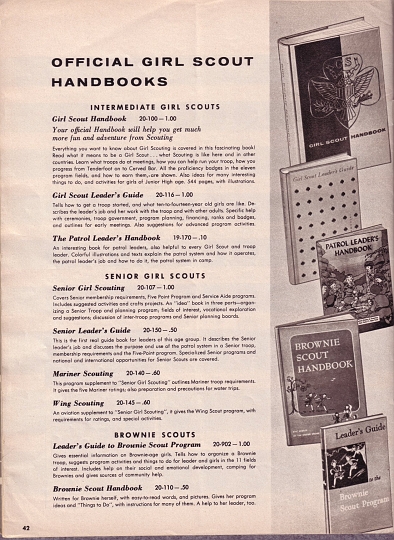 OFFICIAL GIRL SCOUT
HANDBOOKS
INTERMEDIATE GIRL SCOUTS
Girl Scout Handbook 20-100—1.00
Your official Handbook will help you get much
more fun and adventure from Scouting
Everything you want to know about Girl Scouting is covered in this fascinating book!
Read what it means to be a Girl Scout . . . what Scouting is like here and in other
countries. Learn what troops do at meetings, how you can help run your troop, how you
progress from Tenderfoot on to Curved Bar. All the proficiency badges in the eleven
program fields, and how to earn them, are shown. Also ideas for many interesting
things to do, and activities for girls of Junior High age. 544 pages, with illustrations.
Girl Scout Leader's Guide 20-116—1.00
Tells how to get a troop started, and what ten-to-fourteen-year old girls are like. De-
scribes the leader's job and her work with the troop and with other adults. Specific help
with ceremonies, troop government, program planning, financing, ranks and badges,
and outlines for early meetings. Also suggestions for advanced program activities.
The Patrol Leader's Handbook 19-170—.10
An interesting book for patrol leaders, also helpful to every Girl Scout and troop
leader. Colorful illustrations and texts explain the patrol system and how it operates,
the patrol leader's job and how to do it, the patrol system in camp.
SENIOR GIRL SCOUTS
Senior Girl Scouting 20-107—1.00
Covers Senior membership requirements, Five Point Program and Service Aide programs.
Includes suggested activities and crafts projects. An "idea" book in three parts—organ-
izing a Senior Troop and planning program; fields of interest, vocational exploration
and suggestions; discussion of inter-troop programs and Senior planning boards.
Senior Leader's Guide 20-150—.50
This is the first real guide book for leaders of this age group. It describes the Senior
leader's job and discusses the purpose and use of the patrol system in a Senior troop,
membership requirements and the Five-Point program. Specialized Senior programs and
national and international opportunities for Senior Scouts are covered.
Mariner Scouting 20-140—.60
This program supplement to "Senior Girl Scouting" outlines Mariner troop requirements.
It gives the five Mariner ratings; also preparation and precautions for water trips.
Wing Scouting 20-145—.60
An aviation supplement to "Senior Girl Scouting", it gives the Wing Scout program, with
requirements for ratings, and special activities.
BROWNIE SCOUTS
Leader's Guide to Brownie Scout Program 20-902—1.00
Gives essential information on Brownie-age girls. Tells how to organize a Brownie
troop, suggests program activities and things to do for leader and girls in the 11 fields
of interest. Includes help on their social and emotional development, camping for
Brownies and gives sources of community help.
Brownie Scout Handbook 20-110—.50
Written for Brownie herself, with easy-to-read words, and pictures. Gives her program
ideas and "Things to Do", with instructions for many of them. A help to her leader, too.
42
GIRL SCOUT HANDBOOK
Girl Scout Leader's Guide
PATROL LEADER'S
HANDBOOK
BROWNIE
SCOUT
HANDBOOK
Leader's Guide
to the
Brownie
Scout Program